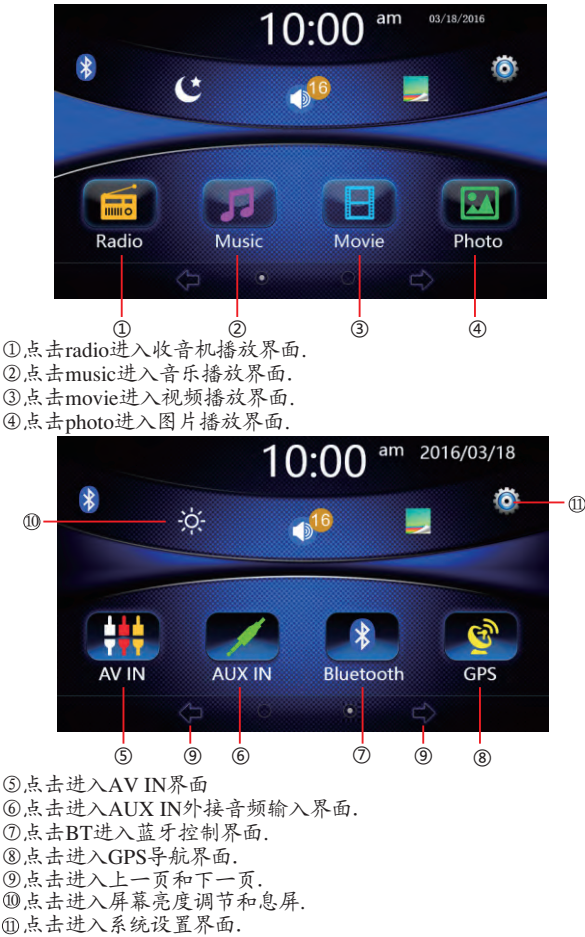 10:00 am 03/18/2016
16
Radio Music Movie Photo
① ② ③ ④
①点击radio进入收音机播放界面.
②点击music进入音乐播放界面.
③点击movie进入视频播放界面.
④点击photo进入图片播放界面.
10:00 am 2016/03/18
⑩ 16 ⑪
AV IN AUX IN Bluetooth GPS
⑤ ⑨ ⑥ ⑦ ⑨ ⑧
⑤点击进入AV IN界面
⑥点击进入AUX IN外接音频输入界面.
⑦点击BT进入蓝牙控制界面.
⑧点击进入GPS导航界面.
⑨点击进入上一页和下一页.
⑩点击进入屏幕亮度调节和息屏.
⑪点击进入系统设置界面.